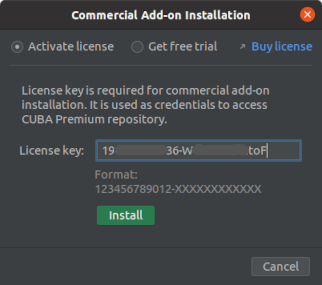 Commercial Add-on Installation
Activate license
Get free trial
Buy license
License key is required for commercial add-on
installation. It is used as credentials to access
CUBA Premium repository.
License key:
19 36-W toF
Format:
123456789012-XXXXXXXXXXXX
Install
Cancel